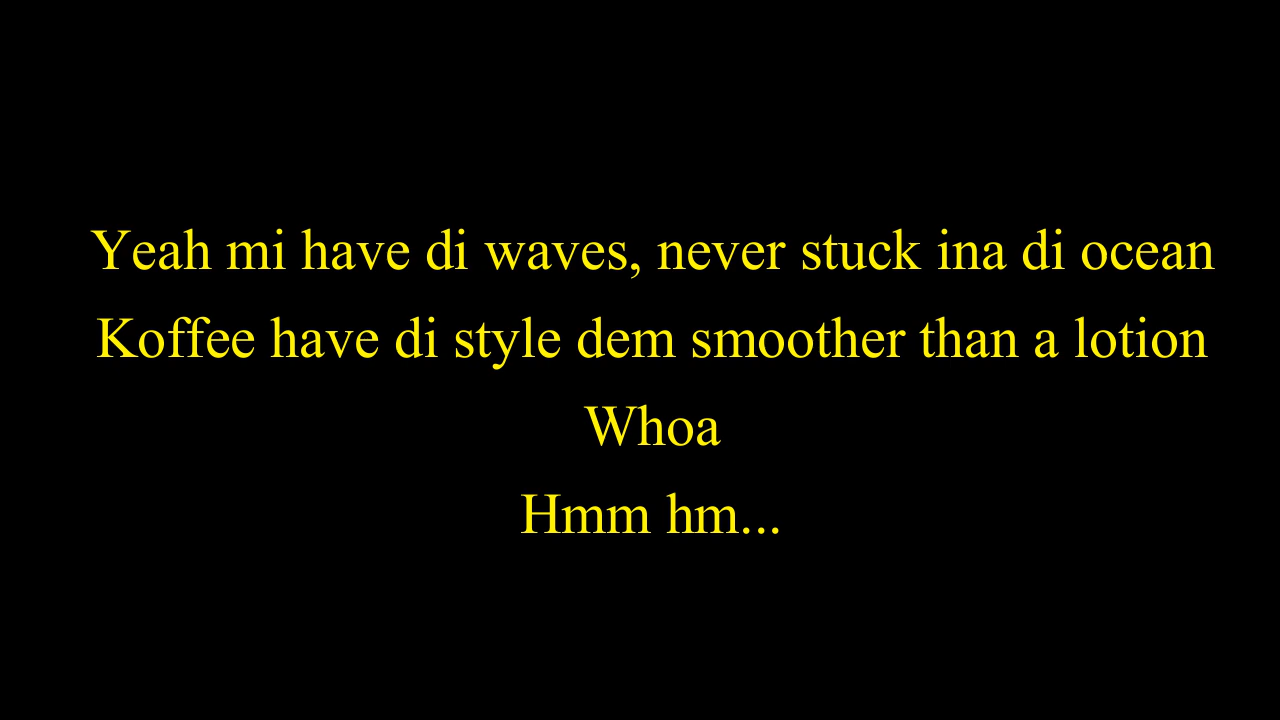 Yeah mi have di waves, never stuck ina di ocean
Koffee have di style dem smoother than a lotion
Whoa
Hmm hm...